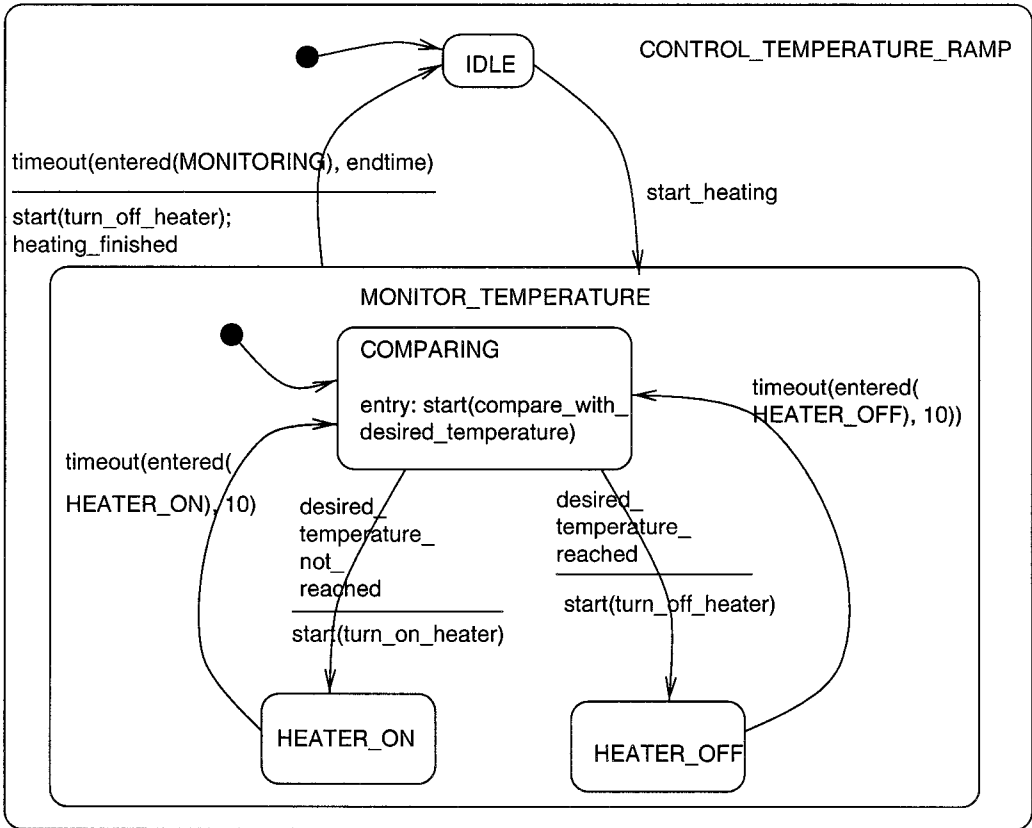 CONTROL_TEMPERATURE_RAMP
IDLE
timeout(entered(MONITORING), endtime)
start(turn_off_heater);
heating_finished
start_heating
MONITOR_TEMPERATURE
COMPARING
entry: start(compare_with_
desired_temperature)
timeout(entered(
HEATER_OFF), 10))
timeout(entered(
HEATER_ON), 10)
desired_
temperature_
not_
reached
start(turn_on_heater)
desired_
temperature_
reached
start(turn_off_heater)
HEATER_ON
HEATER_OFF